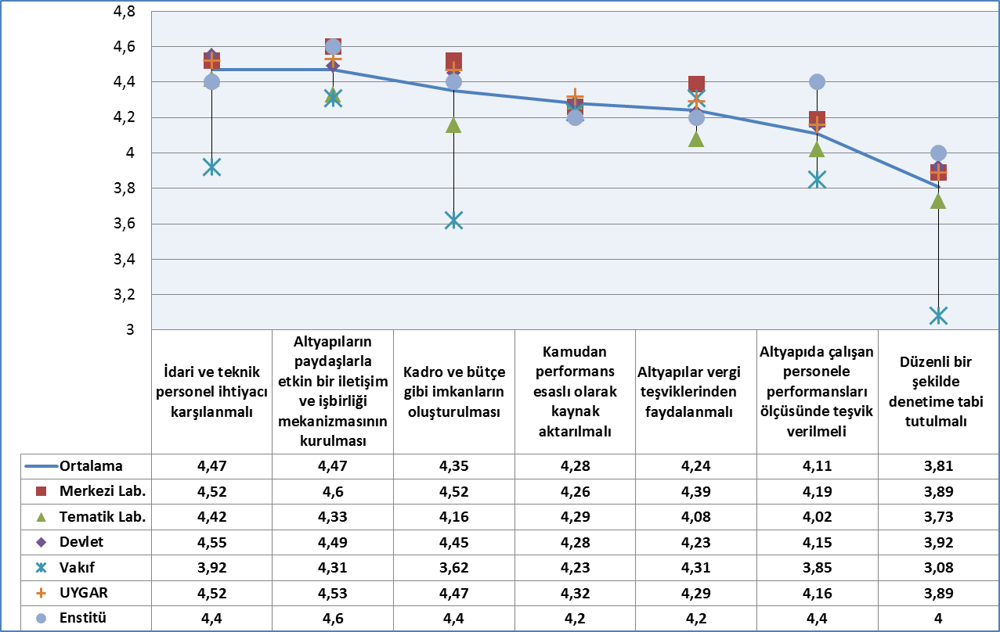 4,8
4,6
4,4
4,2
4
3,8
3,6
3,4
3,2
3
İdari ve teknik
personel ihtiyacı
karşılanmalı
Altyapıların
paydaşlarla
etkin bir iletişim
ve işbirliği
mekanizmasının
kurulması
Kadro ve bütçe
gibi imkanların
oluşturulması
Kamudan
performans
esaslı olarak
kaynak
aktarılmalı
Altyapılar vergi
teşviklerinden
faydalanmalı
Altyapıda çalışan
personele
performansları
ölçüsünde teşvik
verilmeli
Düzenli bir
şekilde
denetime tabi
tutulmalı
Ortalama 4,47 4,47 4,35 4,28 4,24 4,11 3,81
Merkezi Lab. 4,52 4,6 4,52 4,26 4,39 4,19 3,89
Tematik Lab. 4,42 4,33 4,16 4,29 4,08 4,02 3,73
Devlet 4,55 4,49 4,45 4,28 4,23 4,15 3,92
Vakıf 3,92 4,31 3,62 4,23 4,31 3,85 3,08
UYGAR 4,52 4,53 4,47 4,32 4,29 4,16 3,89
Enstitü 4,4 4,6 4,4 4,2 4,2 4,4 4